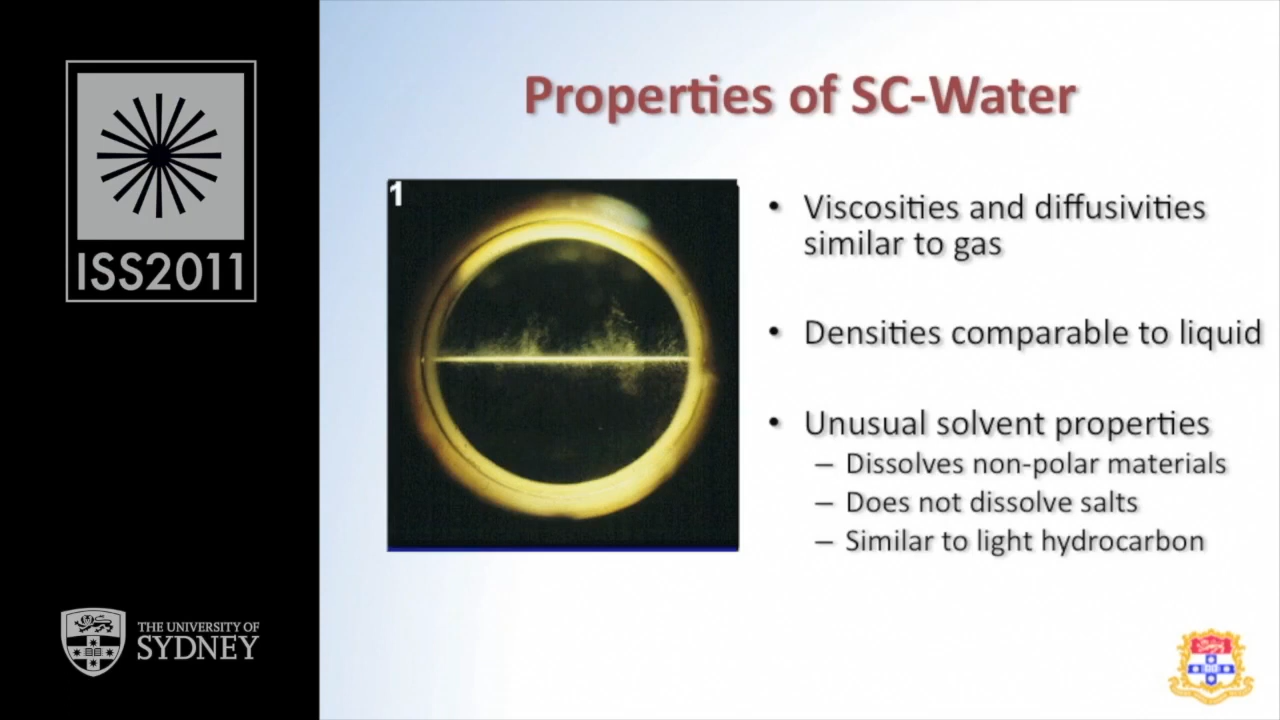 ISS2011
THE UNIVERSITY OF
SYDNEY
Properties of SC-Water
1
• Viscosities and diffusivities
similar to gas
• Densities comparable to liquid
• Unusual solvent properties
– Dissolves non-polar materials
– Does not dissolve salts
– Similar to light hydrocarbon